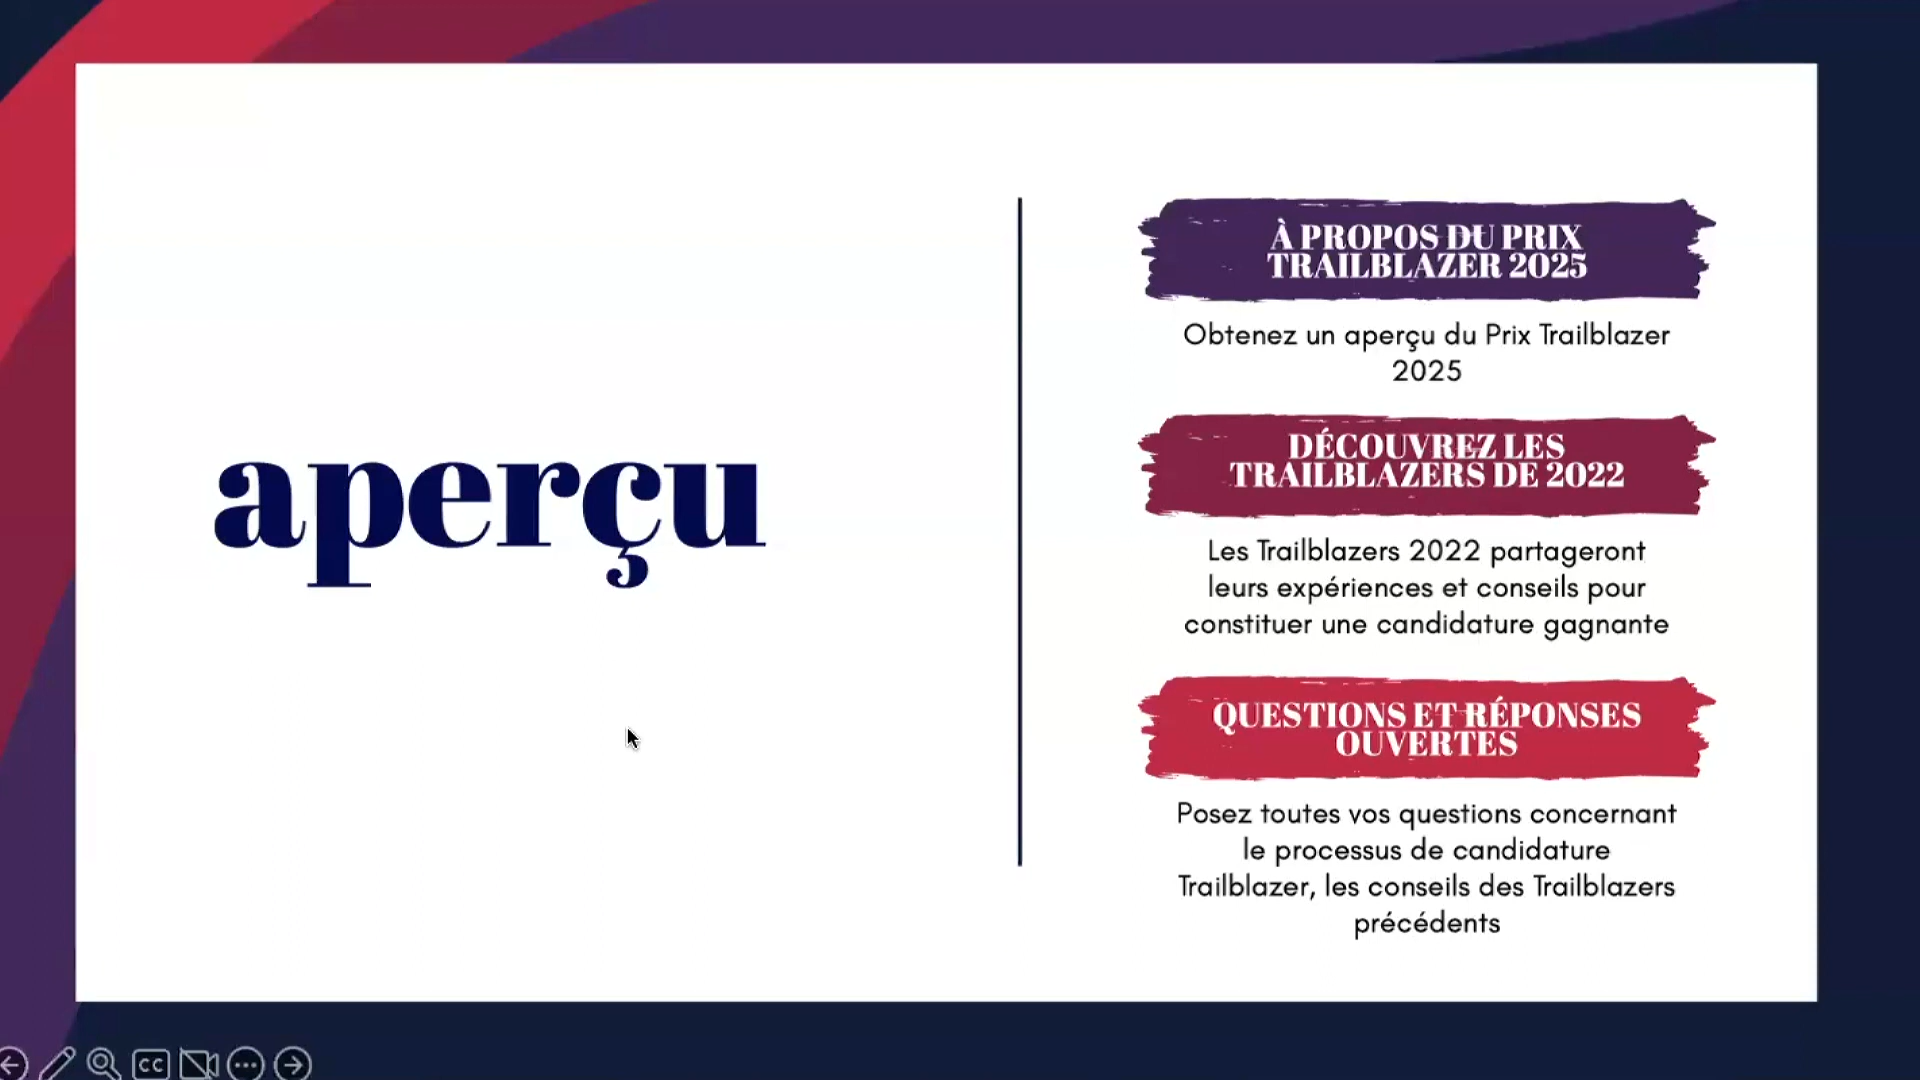 aperçu
À PROPOS DU PRIX
TRAILBLAZER 2025
Obtenez un aperçu du Prix Trailblazer
2025
DÉCOUVREZ LES
TRAILBLAZERS DE 2022
Les Trailblazers 2022 partageront
leurs expériences et conseils pour
constituer une candidature gagnante
QUESTIONS ET RÉPONSES
OUVERTES
Posez toutes vos questions concernant
le processus de candidature
Trailblazer, les conseils des Trailblazers
précédents
CC